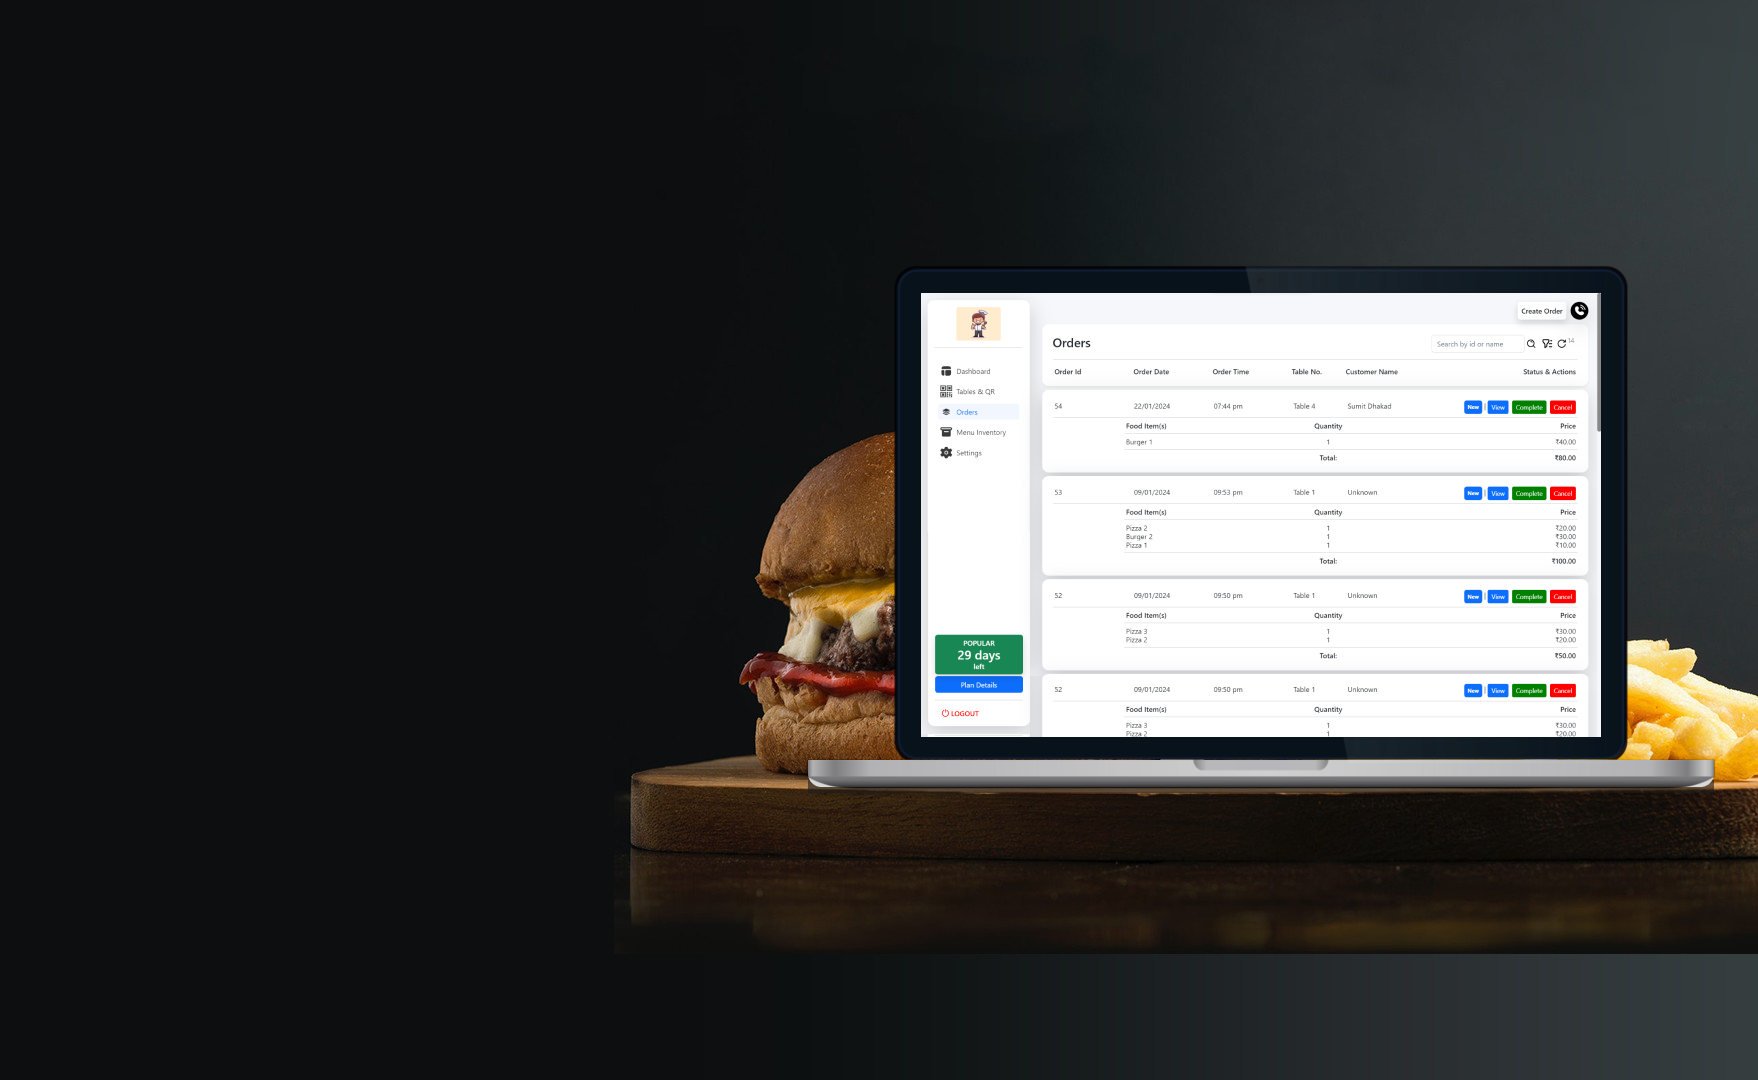 Create Order
Orders
Search by id or name
14
Dashboard
Tables & QR
Orders
Menu Inventory
Settings
POPULAR
29 days
left
Plan Details
LOGOUT
Order Id Order Date Order Time Table No. Customer Name Status & Actions
54 22/01/2024 07:44 pm Table 4 Sumit Dhakad New | View Complete Cancel
Food Item(s) Quantity Price
Burger 1 1 ₹40.00
Total: ₹80.00
53 09/01/2024 09:53 pm Table 1 Unknown New | View Complete Cancel
Food Item(s) Quantity Price
Pizza 2 1 ₹20.00
Burger 2 1 ₹30.00
Pizza 1 1 ₹10.00
Total: ₹100.00
52 09/01/2024 09:50 pm Table 1 Unknown New | View Complete Cancel
Food Item(s) Quantity Price
Pizza 3 1 ₹30.00
Pizza 2 1 ₹20.00
Total: ₹50.00
52 09/01/2024 09:50 pm Table 1 Unknown New | View Complete Cancel
Food Item(s) Quantity Price
Pizza 3 1 ₹30.00
Pizza 2 1 ₹20.00